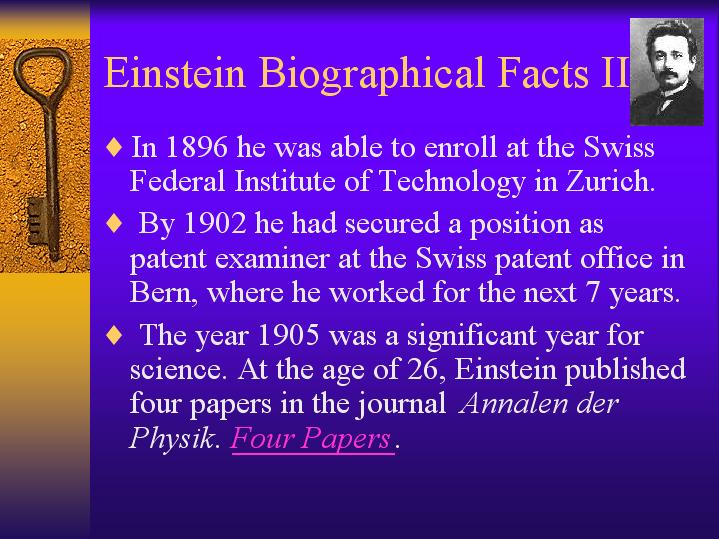 Einstein Biographical Facts II
♦ In 1896 he was able to enroll at the Swiss
Federal Institute of Technology in Zurich.
♦ By 1902 he had secured a position as
patent examiner at the Swiss patent office in
Bern, where he worked for the next 7 years.
♦ The year 1905 was a significant year for
science. At the age of 26, Einstein published
four papers in the journal Annalen der
Physik. Four Papers.